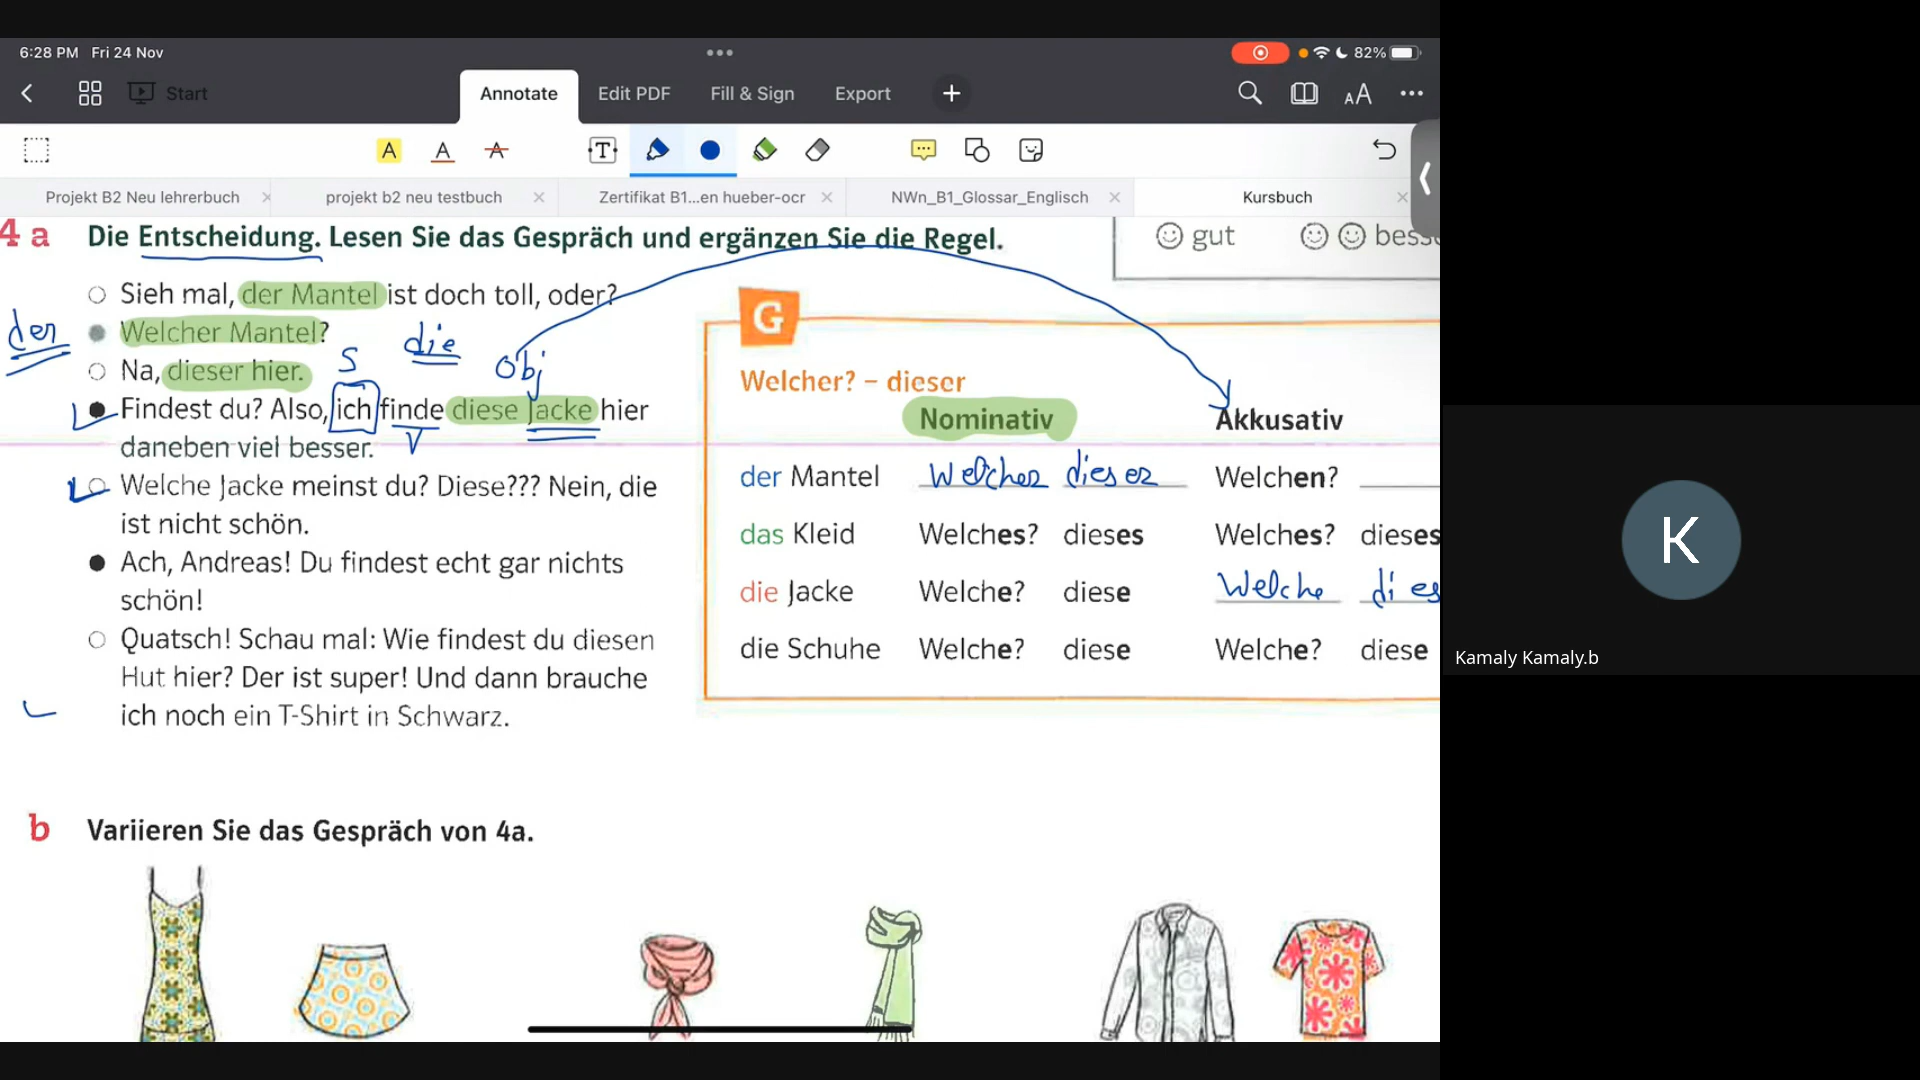 6:28 PM Fri 24 Nov
82%
Start
Annotate
Edit PDF
Fill & Sign
Export
AA
A A A T
Projekt B2 Neu lehrerbuch
projekt b2 neu testbuch
Zertifikat B1...en hueber-ocr
NWn_B1_Glossar_Englisch
Kursbuch
4 a Die Entscheidung. Lesen Sie das Gespräch und ergänzen Sie die Regel.
gut
Sieh mal, der Mantel ist doch toll, oder?
der
Welcher Mantel?
die
S
Obj
Na, dieser hier.
Findest du? Also, ich finde diese Jacke hier
V
daneben viel besser.
Welche Jacke meinst du? Diese??? Nein, die
ist nicht schön.
Ach, Andreas! Du findest echt gar nichts
schön!
Quatsch! Schau mal: Wie findest du diesen
Hut hier? Der ist super! Und dann brauche
ich noch ein T-Shirt in Schwarz.
G
Welcher? – dieser
Nominativ Akkusativ
der Mantel Welcher dieser Welchen?
das Kleid Welches? dieses Welches? dieses
die Jacke Welche? diese Welche dies
die Schuhe Welche? diese Welche? diese
b Variieren Sie das Gespräch von 4a.
K
Kamaly Kamaly.b